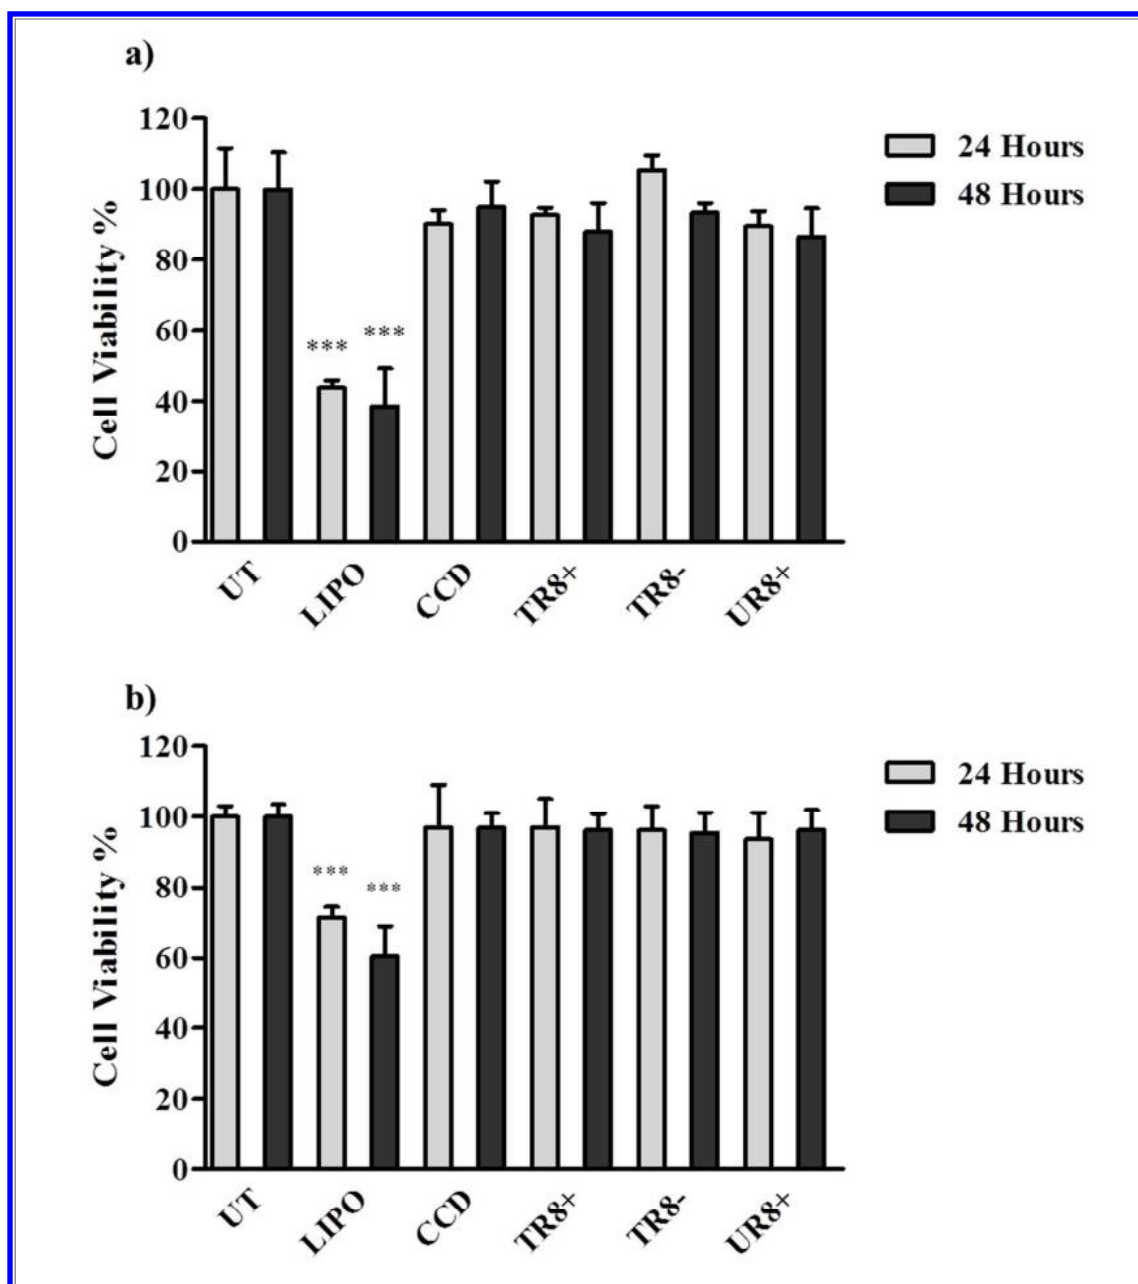 a)
120
100
80
60
40
20
0
Cell Viability %
24 Hours
48 Hours
***
***
UT
LIPO
CCD
TR8+
TR8-
UR8+
b)
120
100
80
60
40
20
0
Cell Viability %
24 Hours
48 Hours
***
***
UT
LIPO
CCD
TR8+
TR8-
UR8+